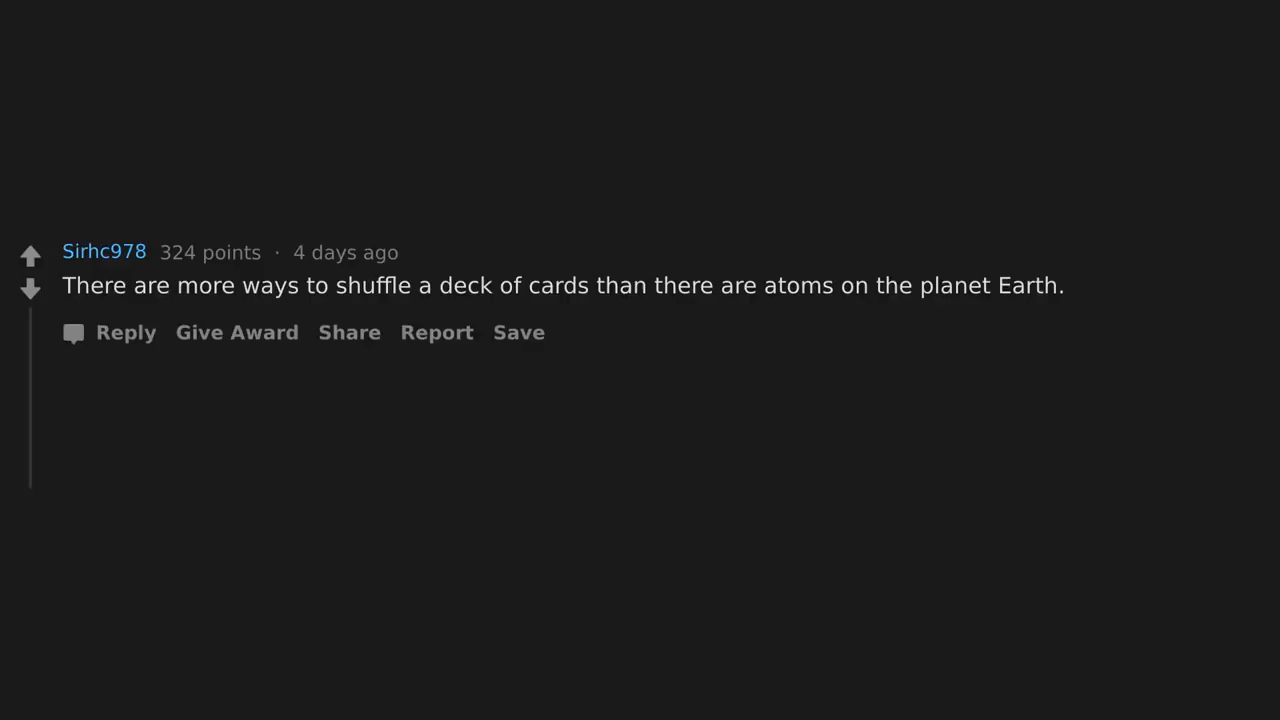 Sirhc978 324 points · 4 days ago
There are more ways to shuffle a deck of cards than there are atoms on the planet Earth.
Reply Give Award Share Report Save